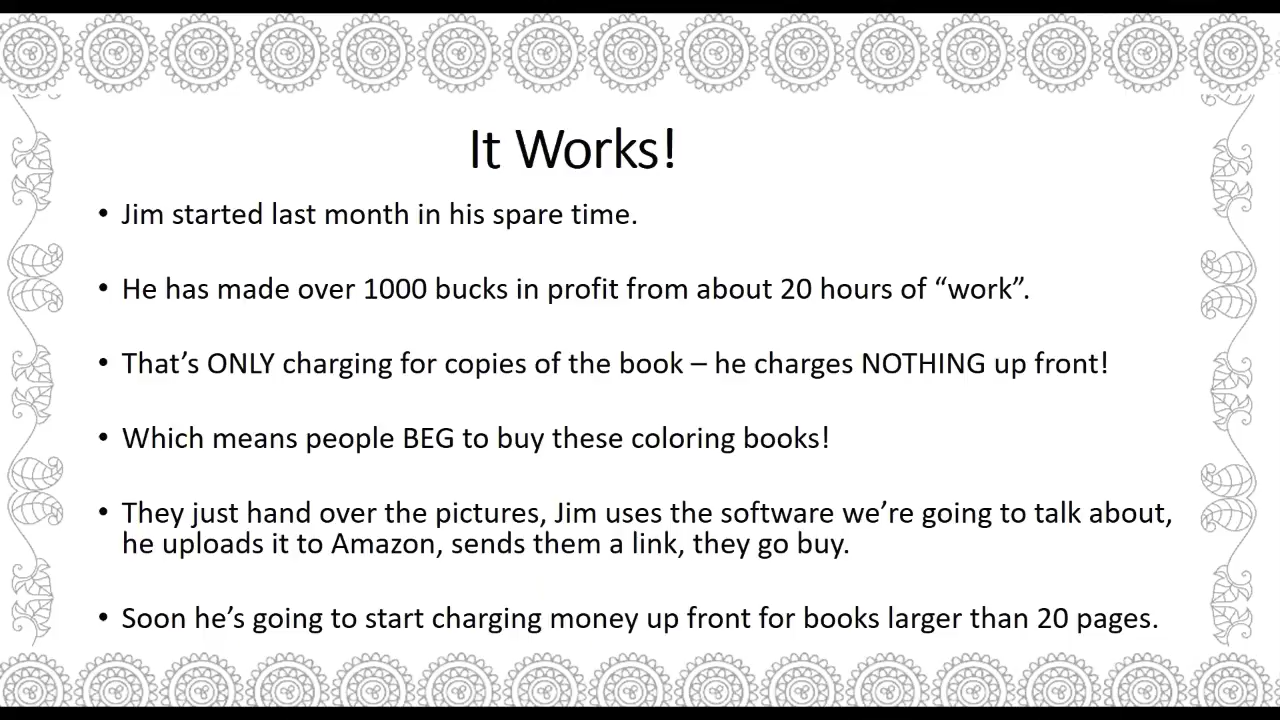 It Works!
• Jim started last month in his spare time.
• He has made over 1000 bucks in profit from about 20 hours of “work”.
• That’s ONLY charging for copies of the book – he charges NOTHING up front!
• Which means people BEG to buy these coloring books!
• They just hand over the pictures, Jim uses the software we’re going to talk about,
he uploads it to Amazon, sends them a link, they go buy.
• Soon he’s going to start charging money up front for books larger than 20 pages.